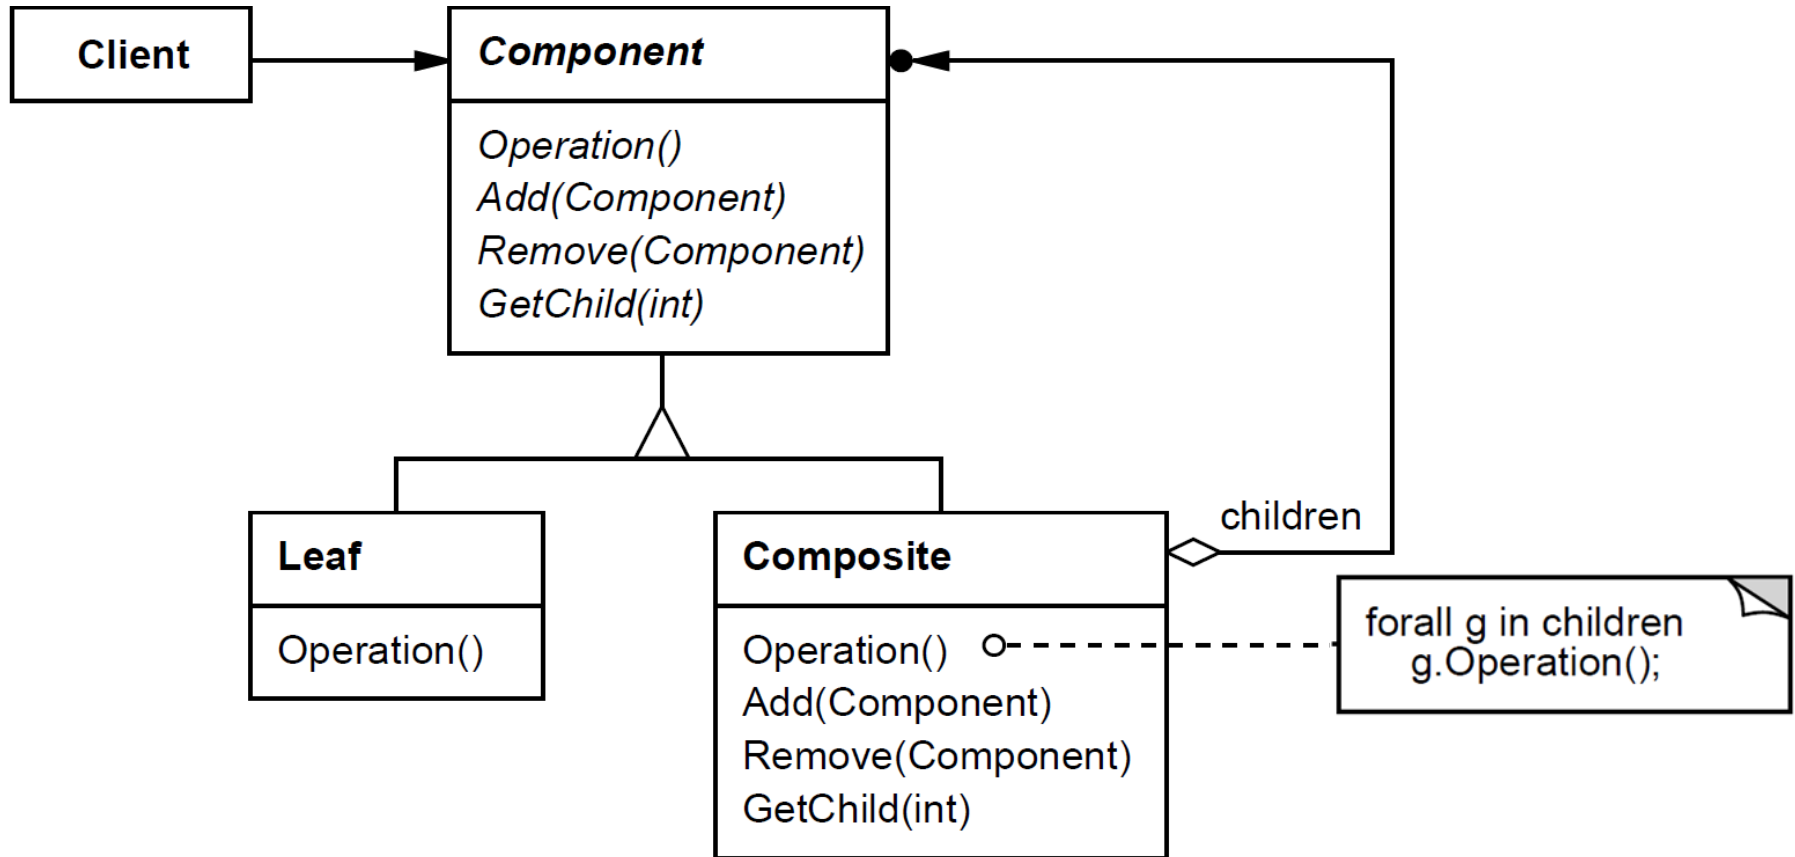 Client
Component
Operation()
Add(Component)
Remove(Component)
GetChild(int)
Leaf
Operation()
Composite
Operation()
Add(Component)
Remove(Component)
GetChild(int)
children
forall g in children
g.Operation();